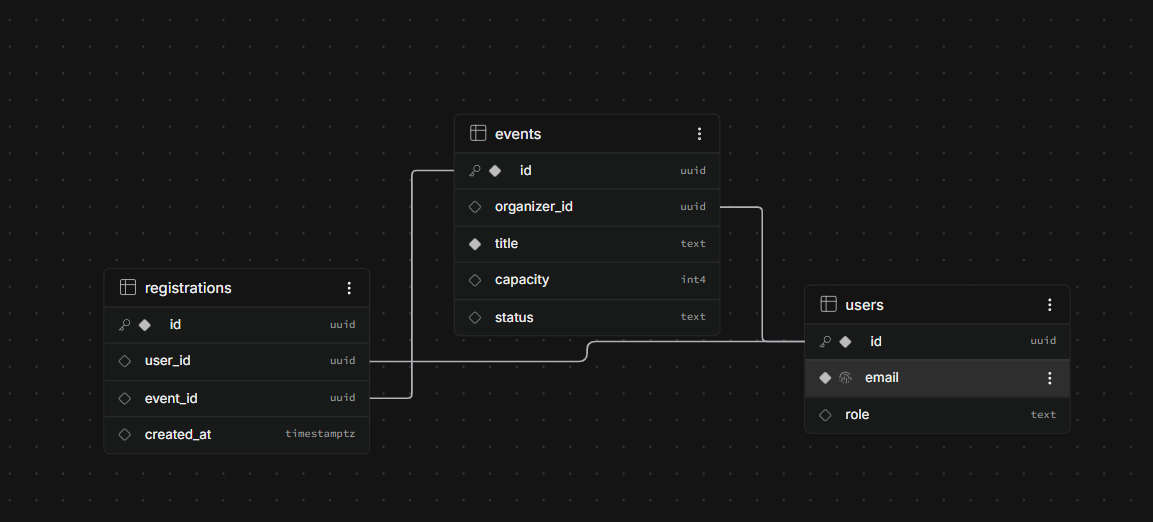 events
id uuid
organizer_id uuid
title text
capacity int4
status text
registrations
id uuid
user_id uuid
event_id uuid
created_at timestamptz
users
id uuid
email
role text